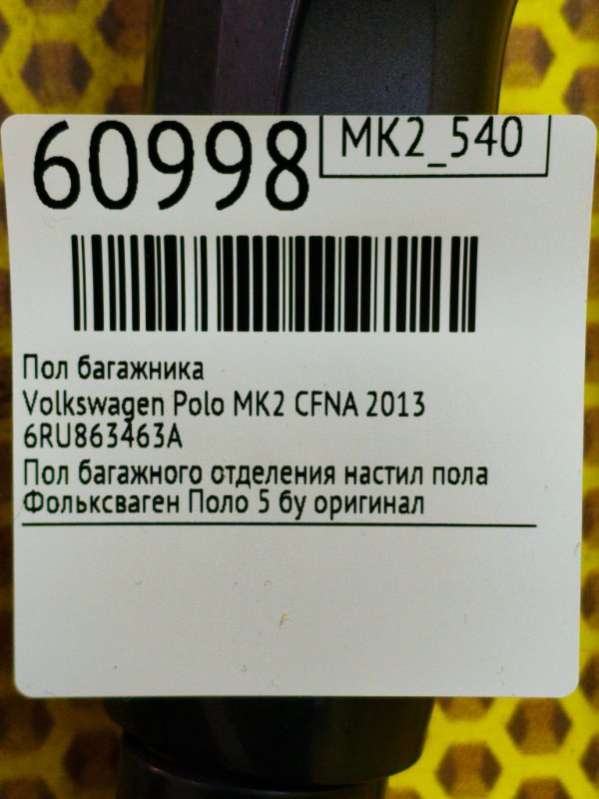 60998
MK2_540
Пол багажника
Volkswagen Polo MK2 CFNA 2013
6RU863463A
Пол багажного отделения настил пола
Фольксваген Поло 5 бу оригинал